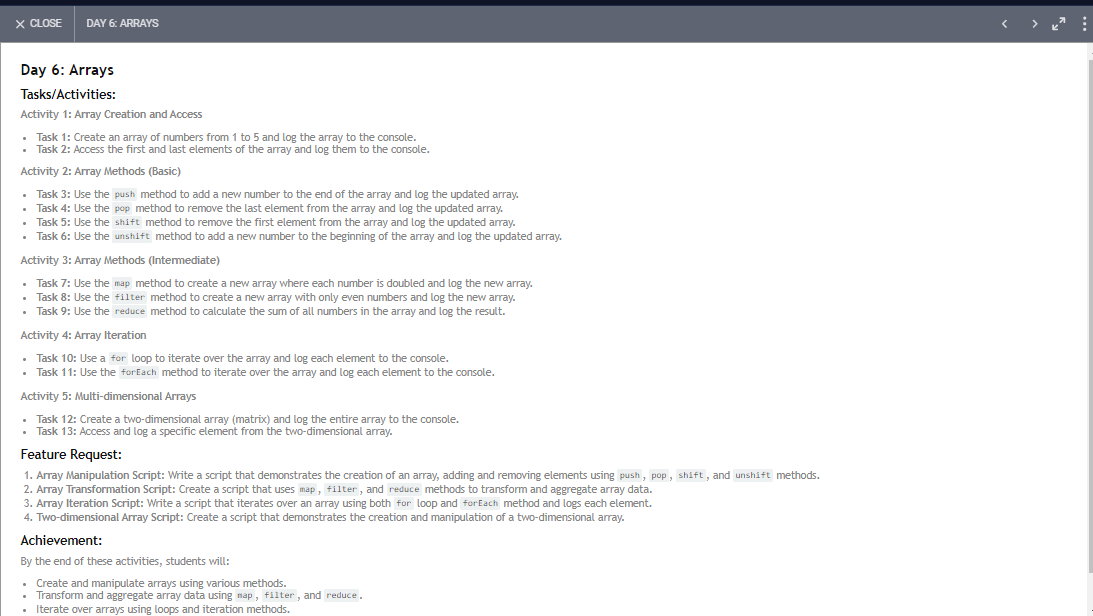 CLOSE
DAY 6: ARRAYS
Day 6: Arrays
Tasks/Activities:
Activity 1: Array Creation and Access
Task 1: Create an array of numbers from 1 to 5 and log the array to the console.
Task 2: Access the first and last elements of the array and log them to the console.
Activity 2: Array Methods (Basic)
Task 3: Use the push method to add a new number to the end of the array and log the updated array.
Task 4: Use the pop method to remove the last element from the array and log the updated array.
Task 5: Use the shift method to remove the first element from the array and log the updated array.
Task 6: Use the unshift method to add a new number to the beginning of the array and log the updated array.
Activity 3: Array Methods (Intermediate)
Task 7: Use the map method to create a new array where each number is doubled and log the new array.
Task 8: Use the filter method to create a new array with only even numbers and log the new array.
Task 9: Use the reduce method to calculate the sum of all numbers in the array and log the result.
Activity 4: Array Iteration
Task 10: Use a for loop to iterate over the array and log each element to the console.
Task 11: Use the forEach method to iterate over the array and log each element to the console.
Activity 5: Multi-dimensional Arrays
Task 12: Create a two-dimensional array (matrix) and log the entire array to the console.
Task 13: Access and log a specific element from the two-dimensional array.
Feature Request:
1. Array Manipulation Script: Write a script that demonstrates the creation of an array, adding and removing elements using push, pop, shift, and unshift methods.
2. Array Transformation Script: Create a script that uses map, filter, and reduce methods to transform and aggregate array data.
3. Array Iteration Script: Write a script that iterates over an array using both for loop and forEach method and logs each element.
4. Two-dimensional Array Script: Create a script that demonstrates the creation and manipulation of a two-dimensional array.
Achievement:
By the end of these activities, students will:
Create and manipulate arrays using various methods.
Transform and aggregate array data using map, filter, and reduce.
Iterate over arrays using loops and iteration methods.